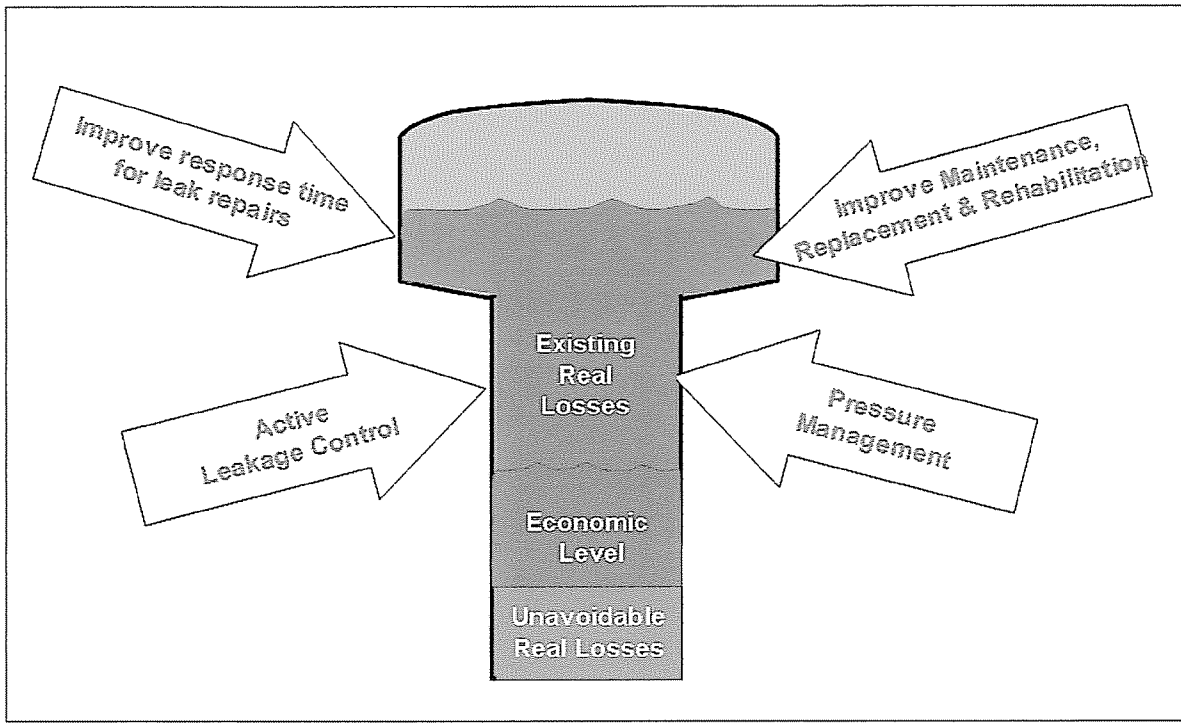 Improve response time
for leak repairs
Improve Maintenance,
Replacement & Rehabilitation
Existing
Real
Losses
Active
Leakage Control
Pressure
Management
Economic
Level
Unavoidable
Real Losses